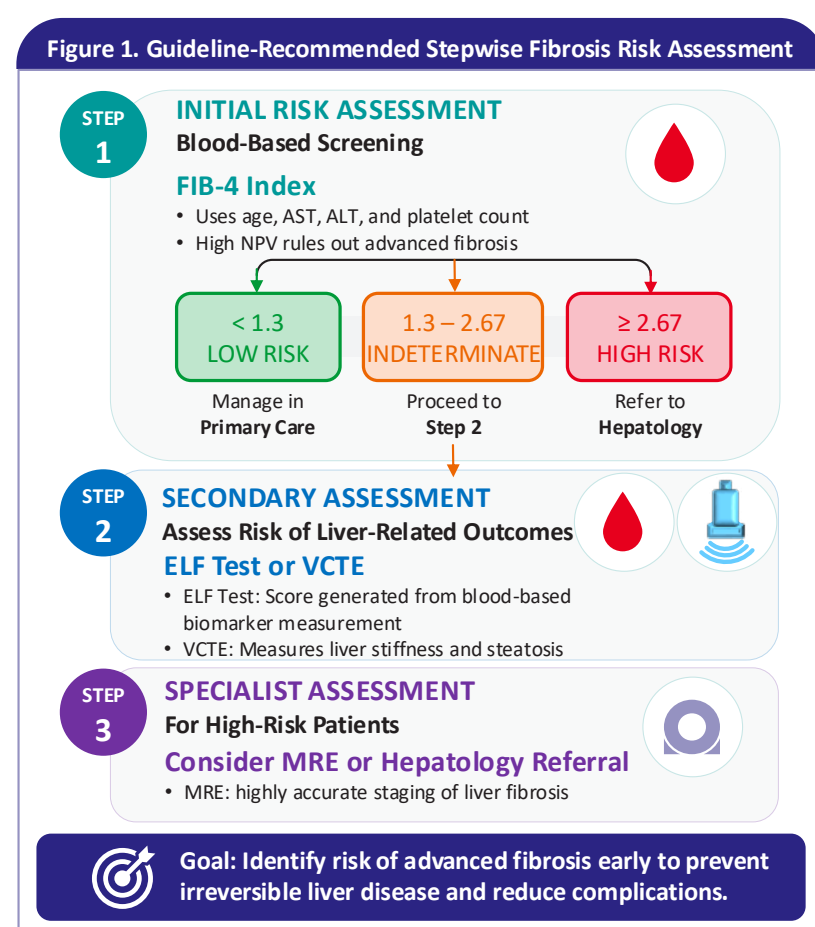 Figure 1. Guideline-Recommended Stepwise Fibrosis Risk Assessment
STEP
1
INITIAL RISK ASSESSMENT
Blood-Based Screening
FIB-4 Index
• Uses age, AST, ALT, and platelet count
• High NPV rules out advanced fibrosis
< 1.3
LOW RISK
1.3 – 2.67
INDETERMINATE
≥ 2.67
HIGH RISK
Manage in
Primary Care
Proceed to
Step 2
Refer to
Hepatology
STEP
2
SECONDARY ASSESSMENT
Assess Risk of Liver-Related Outcomes
ELF Test or VCTE
• ELF Test: Score generated from blood-based
biomarker measurement
• VCTE: Measures liver stiffness and steatosis
STEP
3
SPECIALIST ASSESSMENT
For High-Risk Patients
Consider MRE or Hepatology Referral
• MRE: highly accurate staging of liver fibrosis
Goal: Identify risk of advanced fibrosis early to prevent
irreversible liver disease and reduce complications.